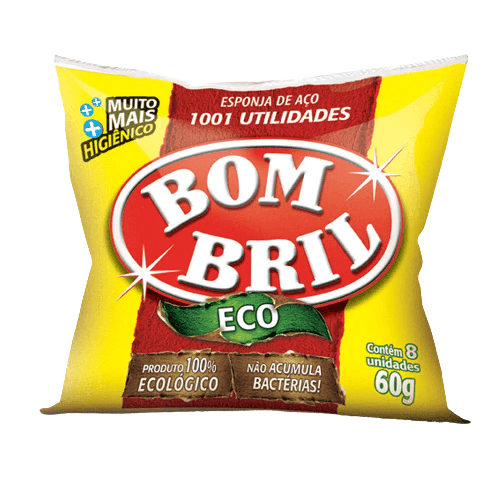 MUITO
MAIS
HIGIÊNICO
ESPONJA DE AÇO
1001 UTILIDADES
BOM
BRIL
ECO
PRODUTO 100%
ECOLÓGICO
NÃO ACUMULA
BACTÉRIAS!
Contém 8
unidades
60g